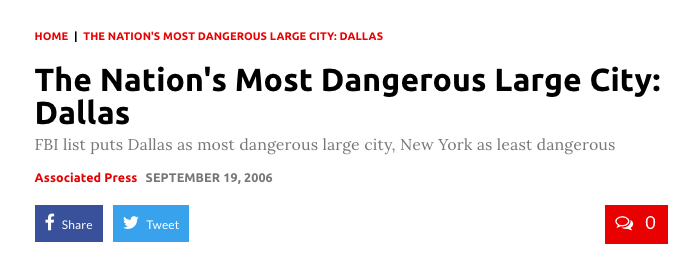 HOME | THE NATION'S MOST DANGEROUS LARGE CITY: DALLAS
The Nation's Most Dangerous Large City:
Dallas
FBI list puts Dallas as most dangerous large city, New York as least dangerous
Associated Press SEPTEMBER 19, 2006
Share Tweet 0